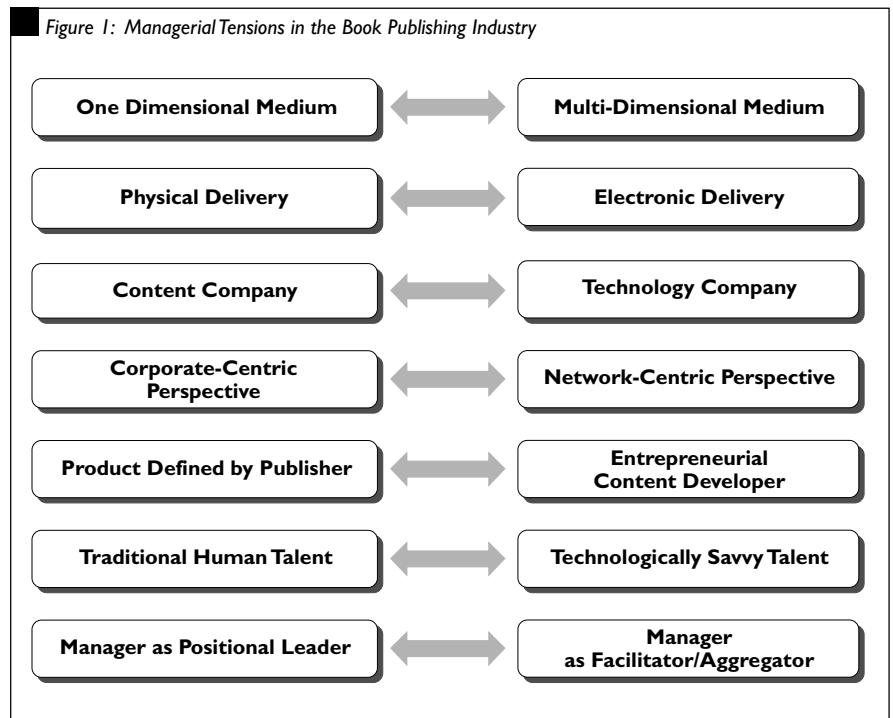 Figure 1: Managerial Tensions in the Book Publishing Industry
One Dimensional Medium
Multi-Dimensional Medium
Physical Delivery
Electronic Delivery
Content Company
Technology Company
Corporate-Centric
Perspective
Network-Centric Perspective
Product Defined by Publisher
Entrepreneurial
Content Developer
Traditional Human Talent
Technologically Savvy Talent
Manager as Positional Leader
Manager
as Facilitator/Aggregator